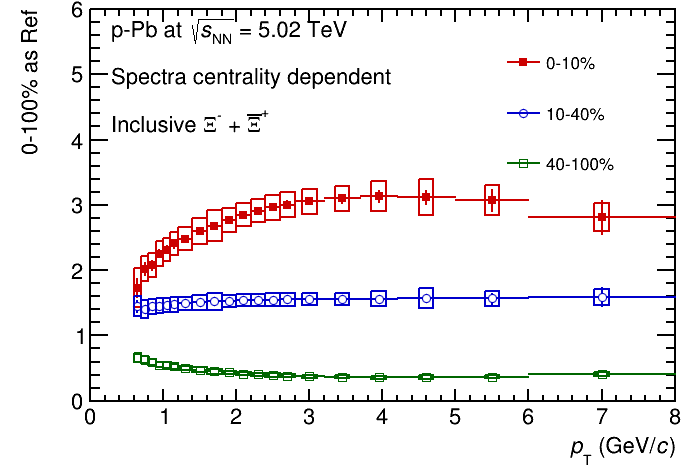 0-100% as Ref
p-Pb at √sNN = 5.02 TeV
Spectra centrality dependent
Inclusive Ξ- + Ξ̅+
0-10%
10-40%
40-100%
6
5
4
3
2
1
0
0 1 2 3 4 5 6 7 8
pT (GeV/c)